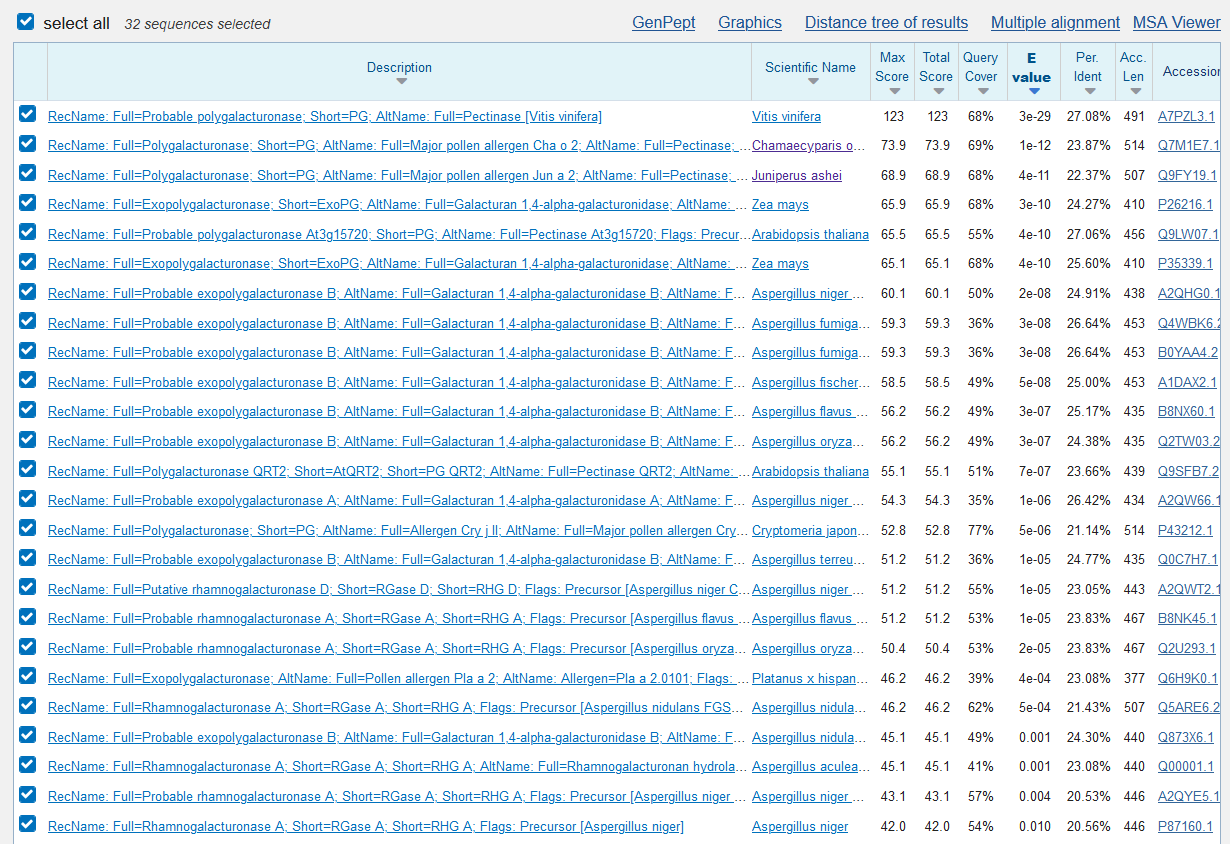 select all 32 sequences selected GenPept Graphics Distance tree of results Multiple alignment MSA Viewer
Description Scientific Name Max Score Total Score Query Cover E value Per. Ident Acc. Len Accession
RecName: Full=Probable polygalacturonase; Short=PG; AltName: Full=Pectinase [Vitis vinifera] Vitis vinifera 123 123 68% 3e-29 27.08% 491 A7PZL3.1
RecName: Full=Polygalacturonase; Short=PG; AltName: Full=Major pollen allergen Cha o 2; AltName: Full=Pectinase; ... Chamaecyparis o... 73.9 73.9 69% 1e-12 23.87% 514 Q7M1E7.1
RecName: Full=Polygalacturonase; Short=PG; AltName: Full=Major pollen allergen Jun a 2; AltName: Full=Pectinase; ... Juniperus ashei 68.9 68.9 68% 4e-11 22.37% 507 Q9FY19.1
RecName: Full=Exopolygalacturonase; Short=ExoPG; AltName: Full=Galacturan 1,4-alpha-galacturonidase; AltName: ... Zea mays 65.9 65.9 68% 3e-10 24.27% 410 P26216.1
RecName: Full=Probable polygalacturonase At3g15720; Short=PG; AltName: Full=Pectinase At3g15720; Flags: Precur... Arabidopsis thaliana 65.5 65.5 55% 4e-10 27.06% 456 Q9LW07.1
RecName: Full=Exopolygalacturonase; Short=ExoPG; AltName: Full=Galacturan 1,4-alpha-galacturonidase; AltName: ... Zea mays 65.1 65.1 68% 4e-10 25.60% 410 P35339.1
RecName: Full=Probable exopolygalacturonase B; AltName: Full=Galacturan 1,4-alpha-galacturonidase B; AltName: F... Aspergillus niger ... 60.1 60.1 50% 2e-08 24.91% 438 A2QHG0.1
RecName: Full=Probable exopolygalacturonase B; AltName: Full=Galacturan 1,4-alpha-galacturonidase B; AltName: F... Aspergillus fumiga... 59.3 59.3 36% 3e-08 26.64% 453 Q4WBK6.2
RecName: Full=Probable exopolygalacturonase B; AltName: Full=Galacturan 1,4-alpha-galacturonidase B; AltName: F... Aspergillus fumiga... 59.3 59.3 36% 3e-08 26.64% 453 B0YAA4.2
RecName: Full=Probable exopolygalacturonase B; AltName: Full=Galacturan 1,4-alpha-galacturonidase B; AltName: F... Aspergillus fischer... 58.5 58.5 49% 5e-08 25.00% 453 A1DAX2.1
RecName: Full=Probable exopolygalacturonase B; AltName: Full=Galacturan 1,4-alpha-galacturonidase B; AltName: F... Aspergillus flavus ... 56.2 56.2 49% 3e-07 25.17% 435 B8NX60.1
RecName: Full=Probable exopolygalacturonase B; AltName: Full=Galacturan 1,4-alpha-galacturonidase B; AltName: F... Aspergillus oryza... 56.2 56.2 49% 3e-07 24.38% 435 Q2TW03.2
RecName: Full=Polygalacturonase QRT2; Short=AtQRT2; Short=PG QRT2; AltName: Full=Pectinase QRT2; AltName: ... Arabidopsis thaliana 55.1 55.1 51% 7e-07 23.66% 439 Q9SFB7.2
RecName: Full=Probable exopolygalacturonase A; AltName: Full=Galacturan 1,4-alpha-galacturonidase A; AltName: F... Aspergillus niger ... 54.3 54.3 35% 1e-06 26.42% 434 A2QW66.1
RecName: Full=Polygalacturonase; Short=PG; AltName: Full=Allergen Cry j II; AltName: Full=Major pollen allergen Cry... Cryptomeria japon... 52.8 52.8 77% 5e-06 21.14% 514 P43212.1
RecName: Full=Probable exopolygalacturonase B; AltName: Full=Galacturan 1,4-alpha-galacturonidase B; AltName: F... Aspergillus terreu... 51.2 51.2 36% 1e-05 24.77% 435 Q0C7H7.1
RecName: Full=Putative rhamnogalacturonase D; Short=RGase D; Short=RHG D; Flags: Precursor [Aspergillus niger C... Aspergillus niger ... 51.2 51.2 55% 1e-05 23.05% 443 A2QWT2.1
RecName: Full=Probable rhamnogalacturonase A; Short=RGase A; Short=RHG A; Flags: Precursor [Aspergillus flavus ... Aspergillus flavus ... 51.2 51.2 53% 1e-05 23.83% 467 B8NK45.1
RecName: Full=Probable rhamnogalacturonase A; Short=RGase A; Short=RHG A; Flags: Precursor [Aspergillus oryza... Aspergillus oryza... 50.4 50.4 53% 2e-05 23.83% 467 Q2U293.1
RecName: Full=Exopolygalacturonase; AltName: Full=Pollen allergen Pla a 2; AltName: Allergen=Pla a 2.0101; Flags: ... Platanus x hispan... 46.2 46.2 39% 4e-04 23.08% 377 Q6H9K0.1
RecName: Full=Rhamnogalacturonase A; Short=RGase A; Short=RHG A; Flags: Precursor [Aspergillus nidulans FGS... Aspergillus nidula... 46.2 46.2 62% 5e-04 21.43% 507 Q5ARE6.2
RecName: Full=Probable exopolygalacturonase B; AltName: Full=Galacturan 1,4-alpha-galacturonidase B; AltName: F... Aspergillus nidula... 45.1 45.1 49% 0.001 24.30% 440 Q873X6.1
RecName: Full=Rhamnogalacturonase A; Short=RGase A; Short=RHG A; AltName: Full=Rhamnogalacturonan hydrola... Aspergillus aculea... 45.1 45.1 41% 0.001 23.08% 440 Q00001.1
RecName: Full=Probable rhamnogalacturonase A; Short=RGase A; Short=RHG A; Flags: Precursor [Aspergillus niger ... Aspergillus niger ... 43.1 43.1 57% 0.004 20.53% 446 A2QYE5.1
RecName: Full=Rhamnogalacturonase A; Short=RGase A; Short=RHG A; Flags: Precursor [Aspergillus niger] Aspergillus niger 42.0 42.0 54% 0.010 20.56% 446 P87160.1